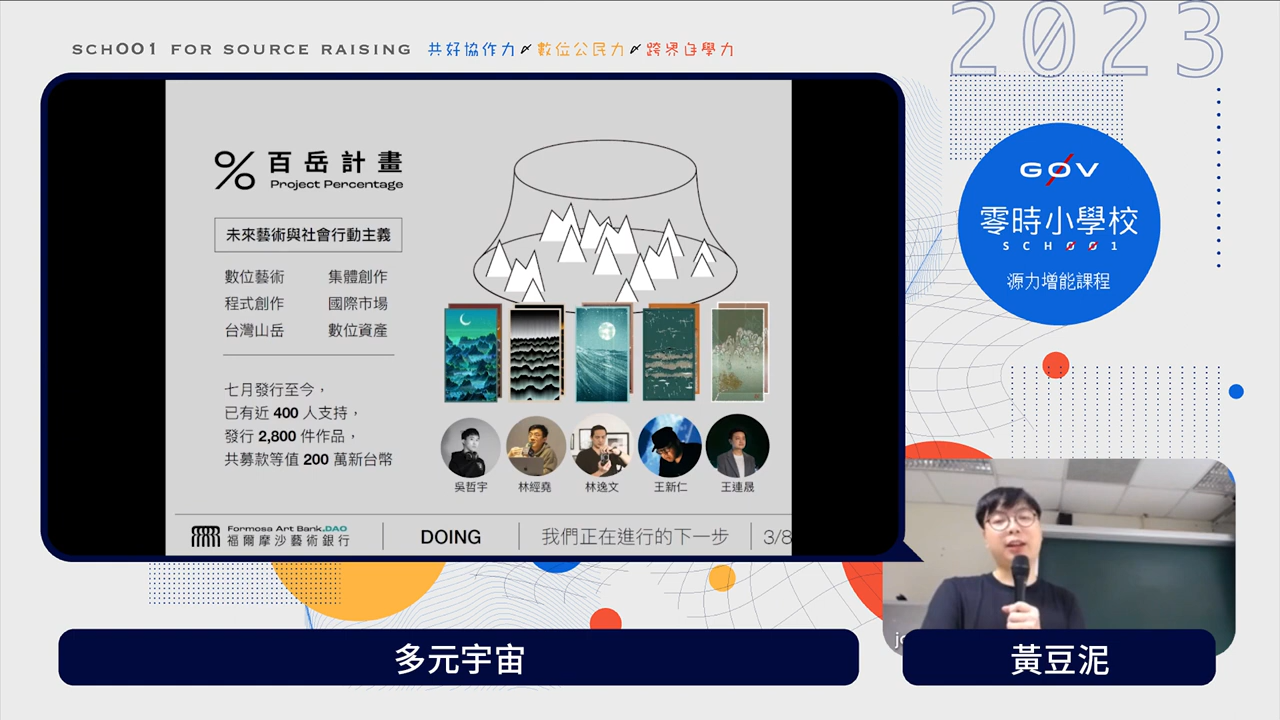 SCH001 FOR SOURCE RAISING 共好協作力 數位公民力 跨界自學力
2023
% 百岳計畫
Project Percentage
未來藝術與社會行動主義
數位藝術 集體創作
程式創作 國際市場
台灣山岳 數位資產
七月發行至今，
已有近 400 人支持，
發行 2,800 件作品，
共募款等值 200 萬新台幣
吳哲宇 林經堯 林逸文 王新仁 王連晟
Formosa Art Bank.DAO
福爾摩沙藝術銀行
DOING
我們正在進行的下一步
3/8
G0V
零時小學校
SCH001
源力增能課程
多元宇宙
黃豆泥